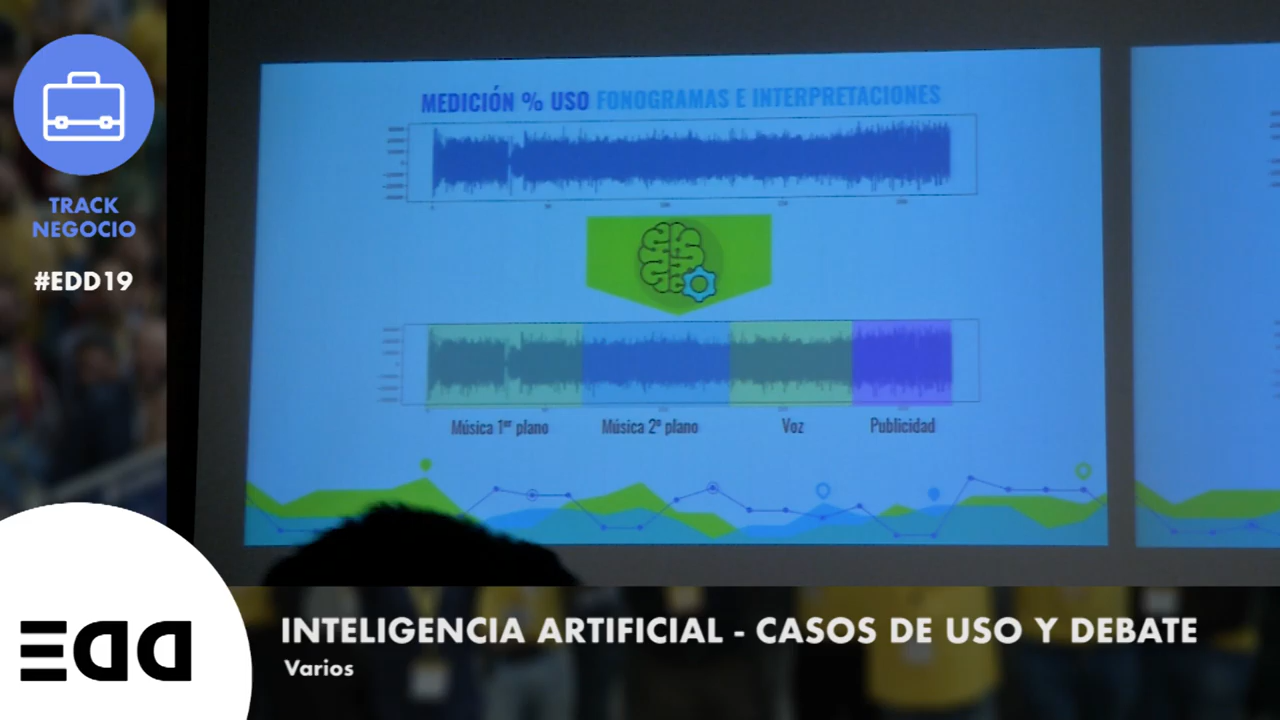 TRACK
NEGOCIO
#EDD19
MEDICIÓN % USO FONOGRAMAS E INTERPRETACIONES
Música 1er plano
Música 2º plano
Voz
Publicidad
EDD
INTELIGENCIA ARTIFICIAL - CASOS DE USO Y DEBATE
Varios